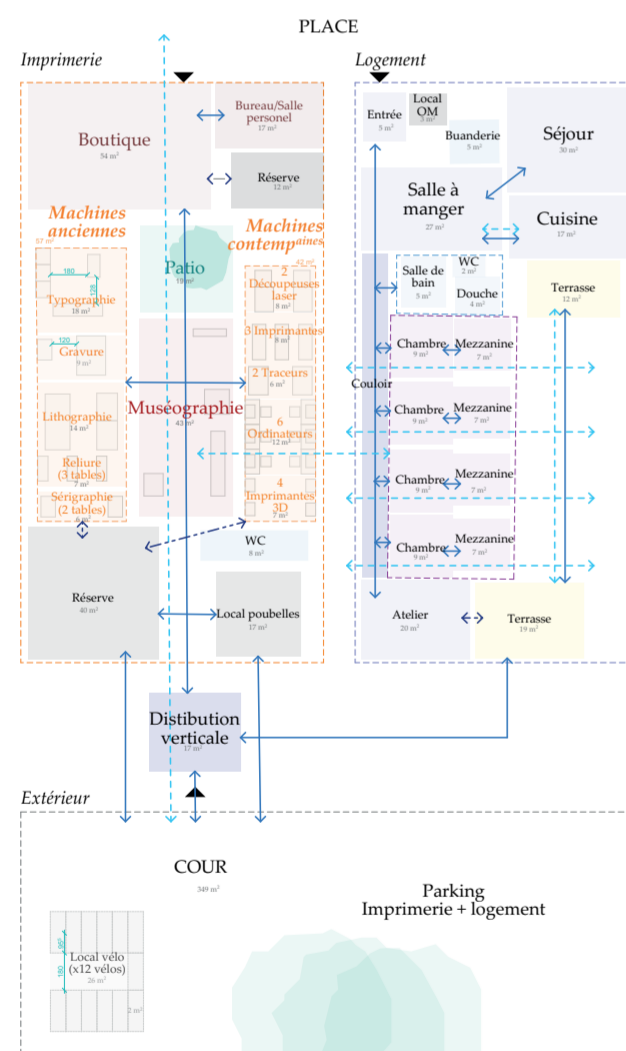 PLACE
Imprimerie
Logement
Boutique
54 m²
Bureau/Salle
personel
17 m²
Réserve
12 m²
Entrée
5 m²
Local
OM
3 m²
Buanderie
5 m²
Séjour
30 m²
Salle à
manger
27 m²
Cuisine
17 m²
Machines
anciennes
57 m²
Machines
contempᵃⁱⁿᵉˢ
42 m²
Patio
19 m²
180
128
Typographie
18 m²
120
Gravure
9 m²
Lithographie
14 m²
Reliure
(3 tables)
7 m²
Sérigraphie
(2 tables)
6 m²
Muséographie
43 m²
2
Découpeuses
laser
8 m²
3 Imprimantes
8 m²
2 Traceurs
6 m²
6
Ordinateurs
12 m²
4
Imprimantes
3D
7 m²
Salle de
bain
5 m²
WC
2 m²
Douche
4 m²
Terrasse
12 m²
Couloir
Chambre
9 m²
Mezzanine
7 m²
Chambre
9 m²
Mezzanine
7 m²
Chambre
9 m²
Mezzanine
7 m²
Chambre
9 m²
Mezzanine
7 m²
WC
8 m²
Réserve
40 m²
Local poubelles
17 m²
Atelier
20 m²
Terrasse
19 m²
Distibution
verticale
17 m²
Extérieur
COUR
349 m²
Parking
Imprimerie + logement
180
Local vélo
(x12 vélos)
26 m²
2 m²